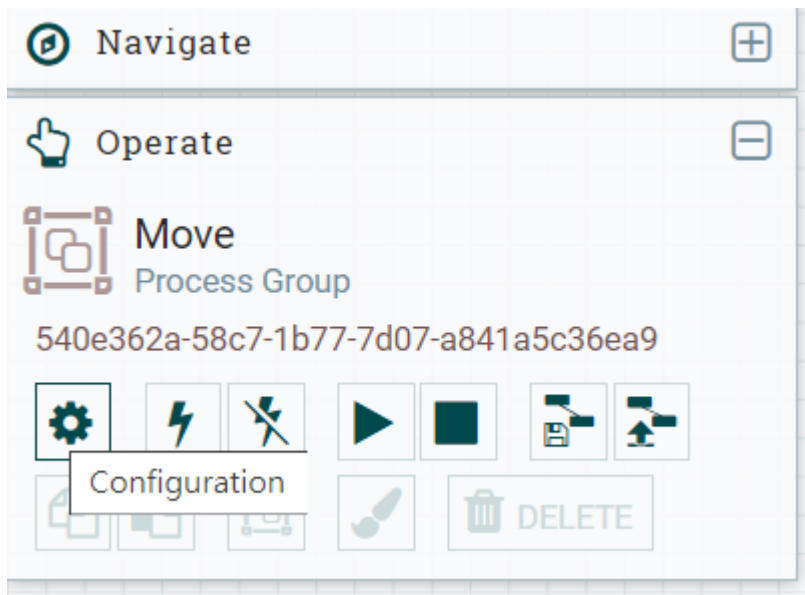 Navigate
Operate
Move
Process Group
540e362a-58c7-1b77-7d07-a841a5c36ea9
Configuration
DELETE